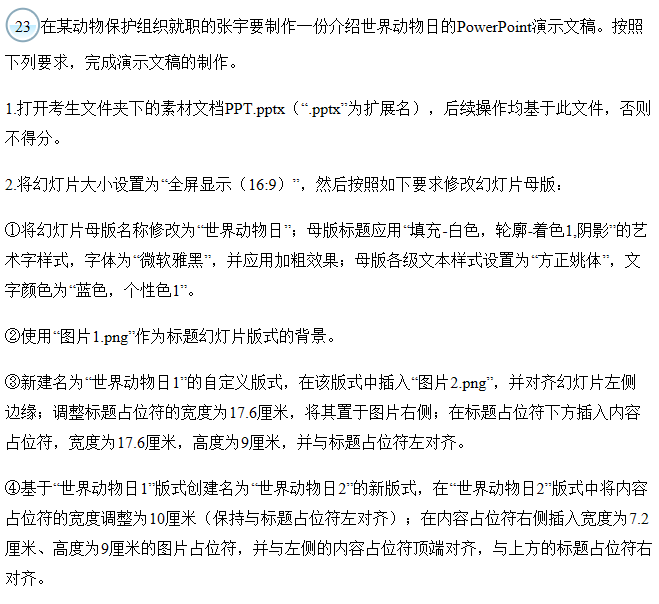 23 在某动物保护组织就职的张宇要制作一份介绍世界动物日的PowerPoint演示文稿。按照
下列要求，完成演示文稿的制作。
1.打开考生文件夹下的素材文档PPT.pptx（“.pptx”为扩展名），后续操作均基于此文件，否则
不得分。
2.将幻灯片大小设置为“全屏显示（16:9）”，然后按照如下要求修改幻灯片母版：
①将幻灯片母版名称修改为“世界动物日”；母版标题应用“填充-白色，轮廓-着色1,阴影”的艺
术字样式，字体为“微软雅黑”，并应用加粗效果；母版各级文本样式设置为“方正姚体”，文
字颜色为“蓝色，个性色1”。
②使用“图片1.png”作为标题幻灯片版式的背景。
③新建名为“世界动物日1”的自定义版式，在该版式中插入“图片2.png”，并对齐幻灯片左侧
边缘；调整标题占位符的宽度为17.6厘米，将其置于图片右侧；在标题占位符下方插入内容
占位符，宽度为17.6厘米，高度为9厘米，并与标题占位符左对齐。
④基于“世界动物日1”版式创建名为“世界动物日2”的新版式，在“世界动物日2”版式中将内容
占位符的宽度调整为10厘米（保持与标题占位符左对齐）；在内容占位符右侧插入宽度为7.2
厘米、高度为9厘米的图片占位符，并与左侧的内容占位符顶端对齐，与上方的标题占位符右
对齐。